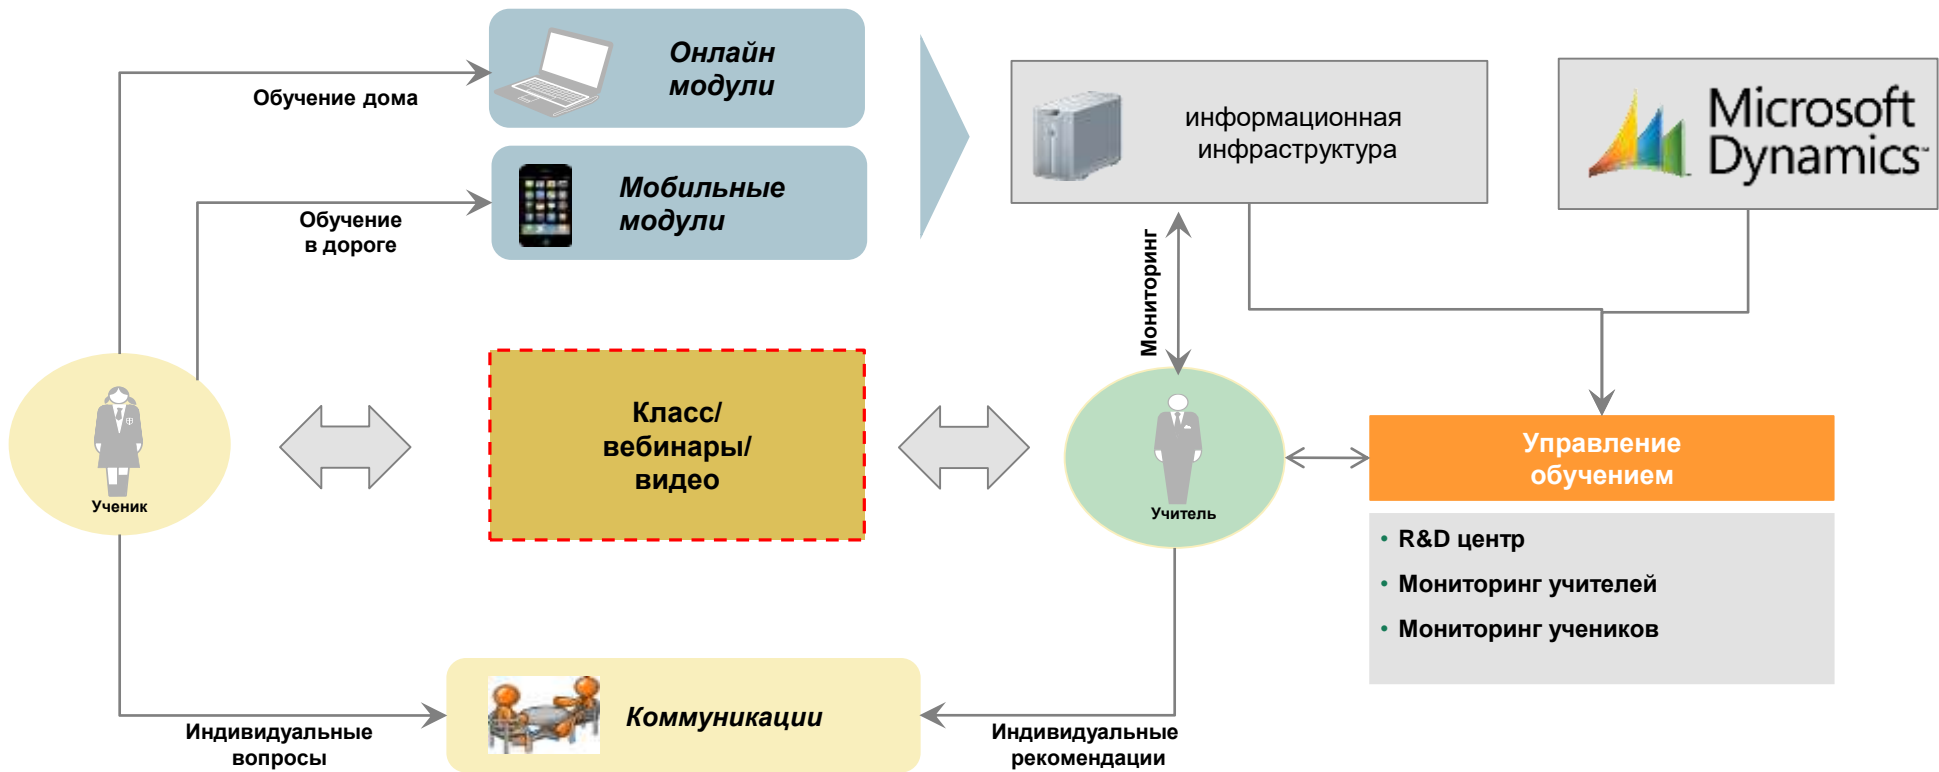 Онлайн
модули
Обучение дома
Мобильные
модули
Обучение
в дороге
информационная
инфраструктура
Microsoft
Dynamics
Мониторинг
Ученик
Класс/
вебинары/
видео
Учитель
Управление
обучением
• R&D центр
• Мониторинг учителей
• Мониторинг учеников
Коммуникации
Индивидуальные
вопросы
Индивидуальные
рекомендации